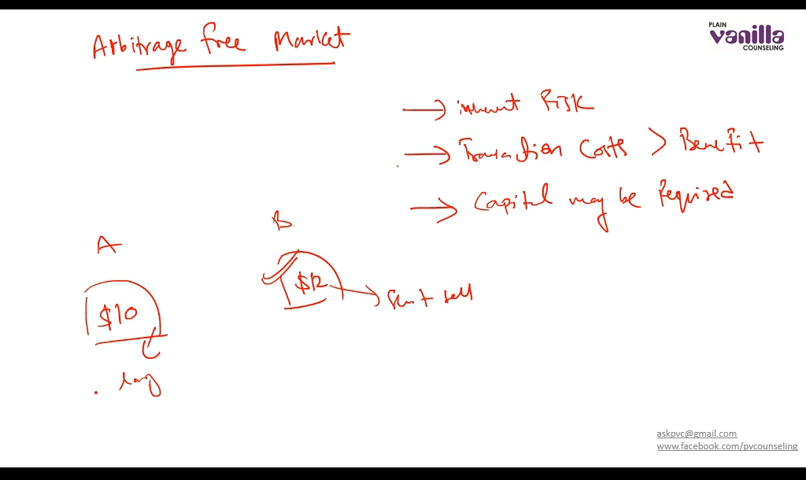 Arbitrage free Market
PLAIN
vanilla
COUNSELING
→ inherent Risk
→ Transaction Costs > Benefit
→ Capital may be Required
A
B
$10
$12 → Short sell
long
askpvc@gmail.com
www.facebook.com/pvcounseling